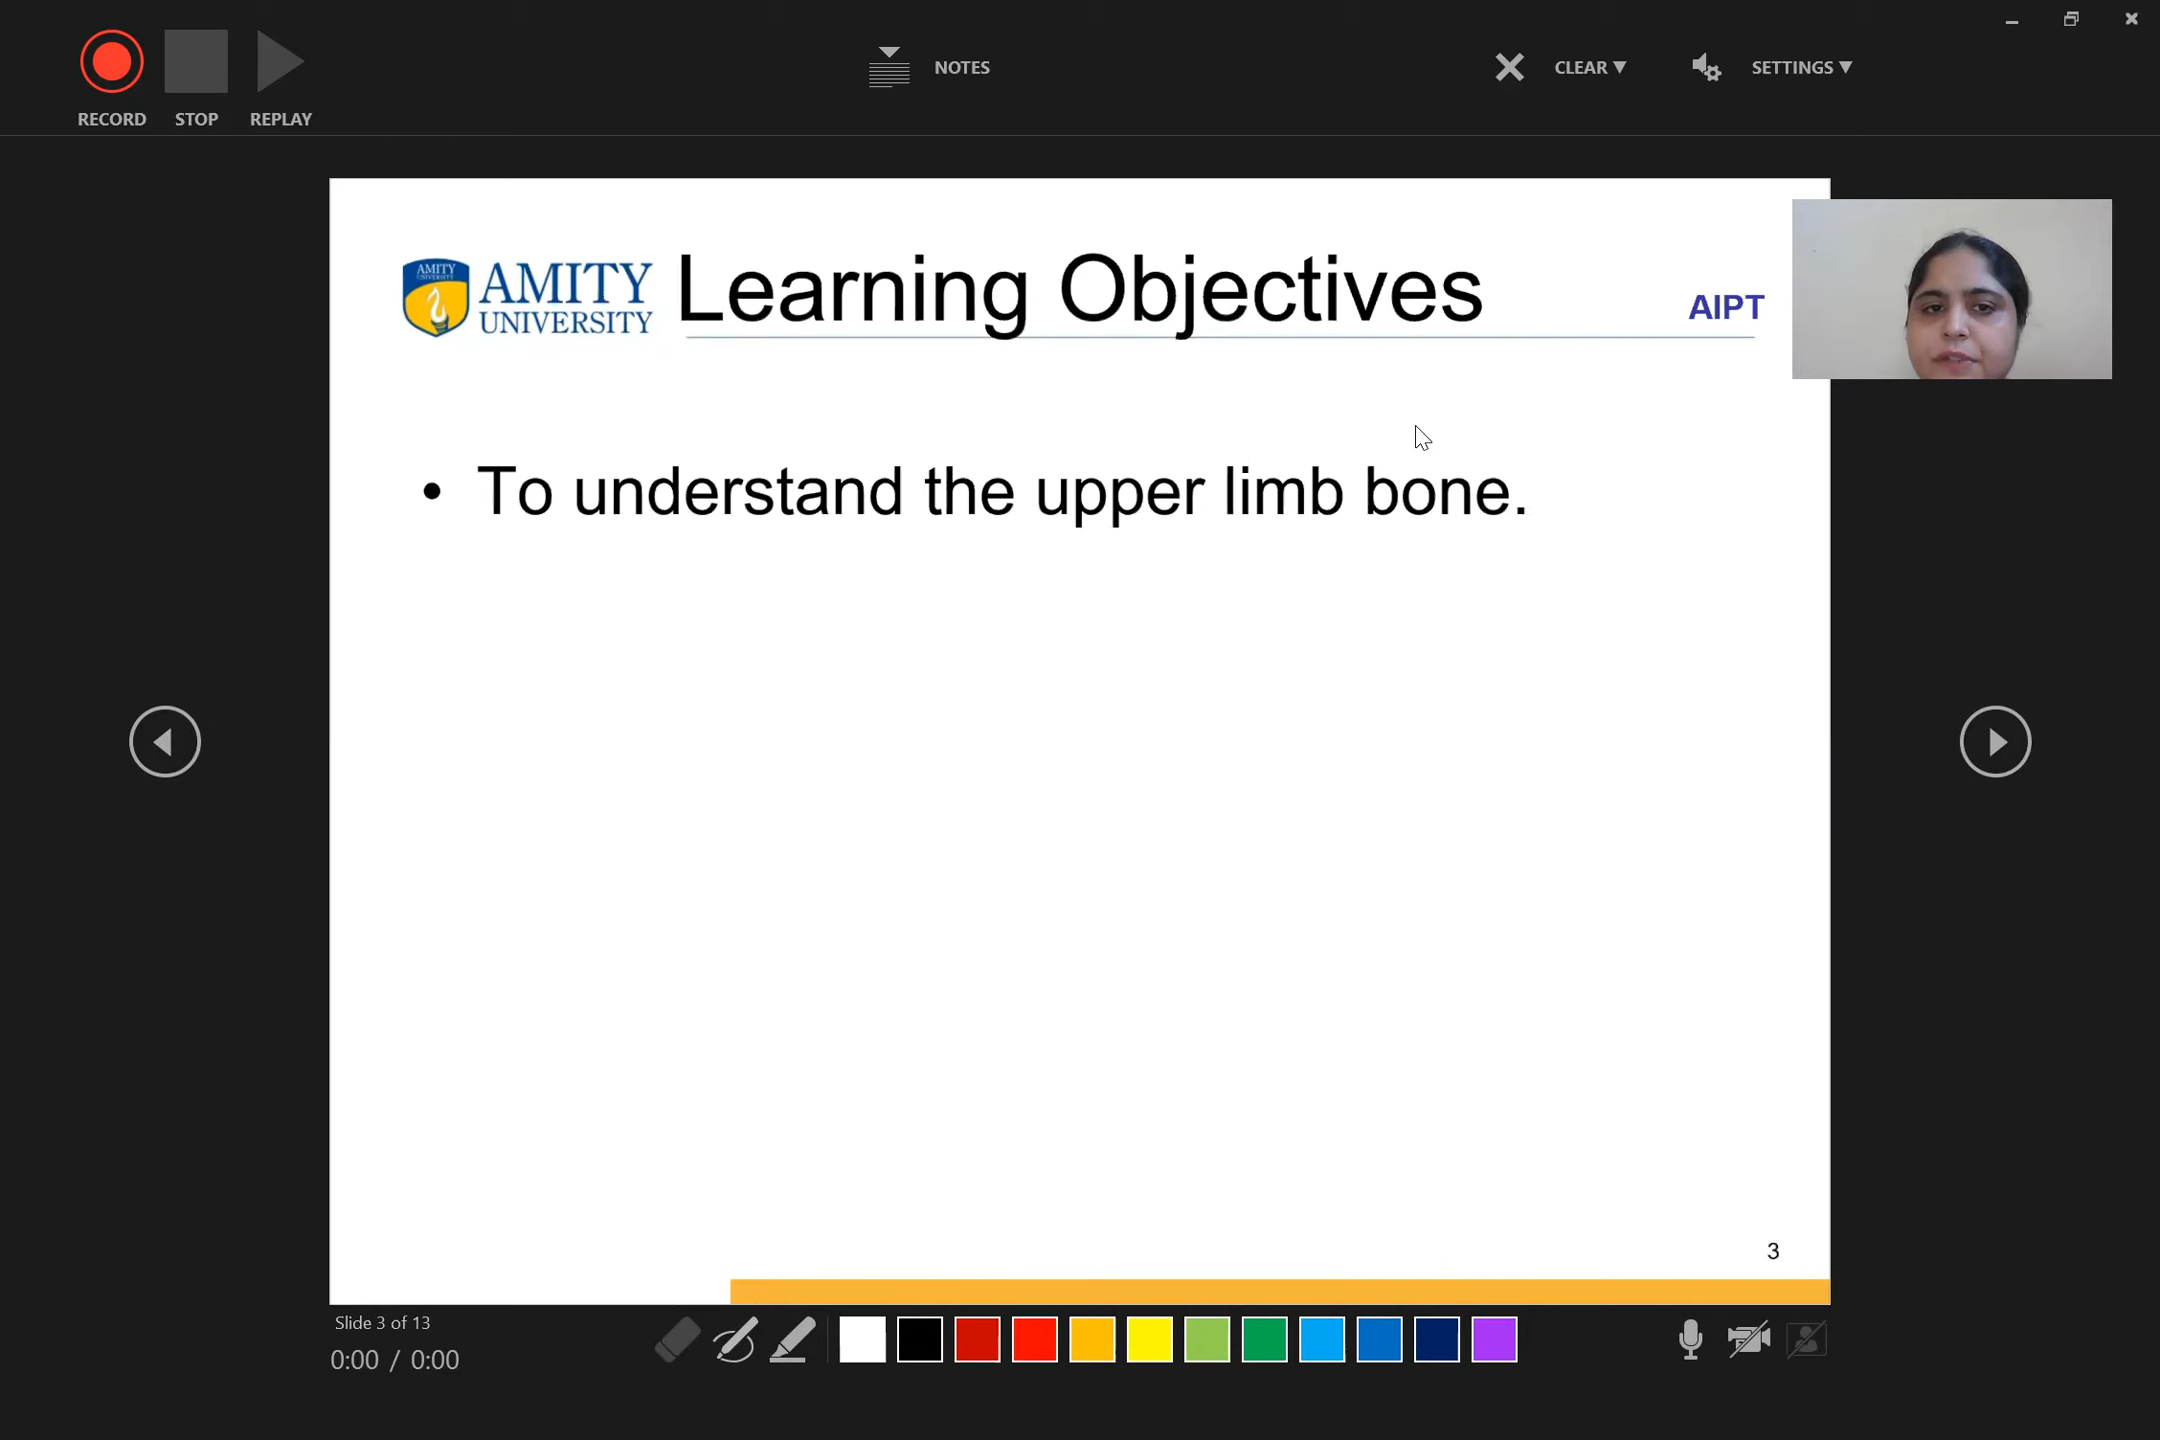 RECORD
STOP
REPLAY
NOTES
CLEAR
SETTINGS
AMITY
UNIVERSITY
AMITY
UNIVERSITY
Learning Objectives
AIPT
• To understand the upper limb bone.
3
Slide 3 of 13
0:00 / 0:00